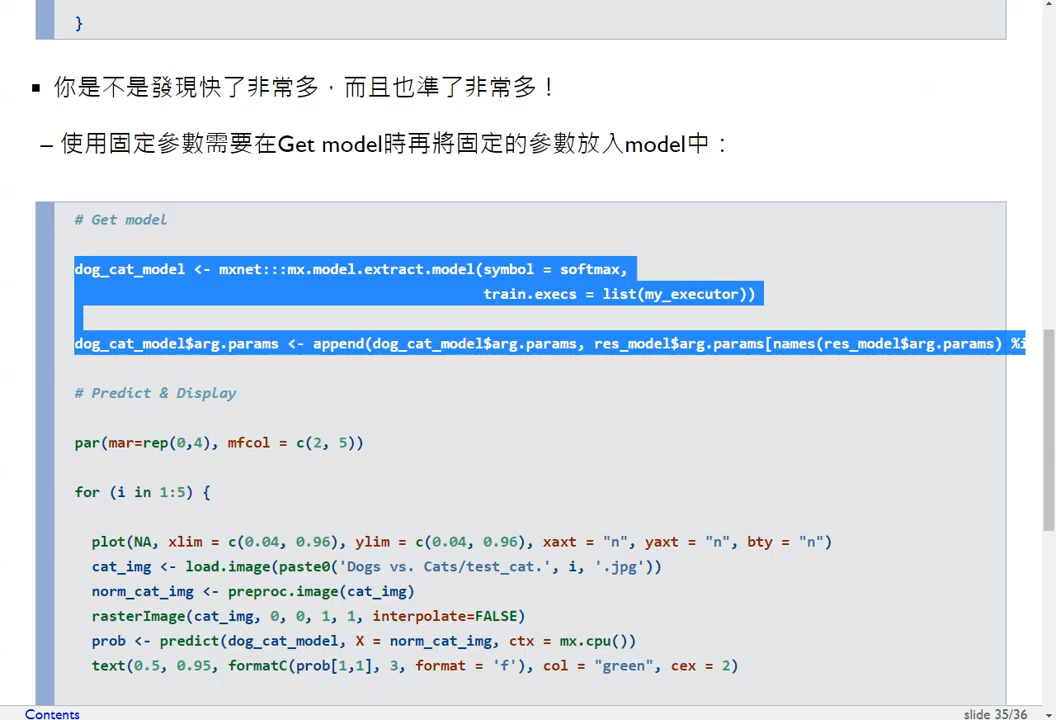 }
▪ 你是不是發現快了非常多，而且也準了非常多！
– 使用固定參數需要在Get model時再將固定的參數放入model中：
# Get model
dog_cat_model <- mxnet:::mx.model.extract.model(symbol = softmax,
train.execs = list(my_executor))
dog_cat_model$arg.params <- append(dog_cat_model$arg.params, res_model$arg.params[names(res_model$arg.params) %i
# Predict & Display
par(mar=rep(0,4), mfcol = c(2, 5))
for (i in 1:5) {
plot(NA, xlim = c(0.04, 0.96), ylim = c(0.04, 0.96), xaxt = "n", yaxt = "n", bty = "n")
cat_img <- load.image(paste0('Dogs vs. Cats/test_cat.', i, '.jpg'))
norm_cat_img <- preproc.image(cat_img)
rasterImage(cat_img, 0, 0, 1, 1, interpolate=FALSE)
prob <- predict(dog_cat_model, X = norm_cat_img, ctx = mx.cpu())
text(0.5, 0.95, formatC(prob[1,1], 3, format = 'f'), col = "green", cex = 2)
Contents
slide 35/36